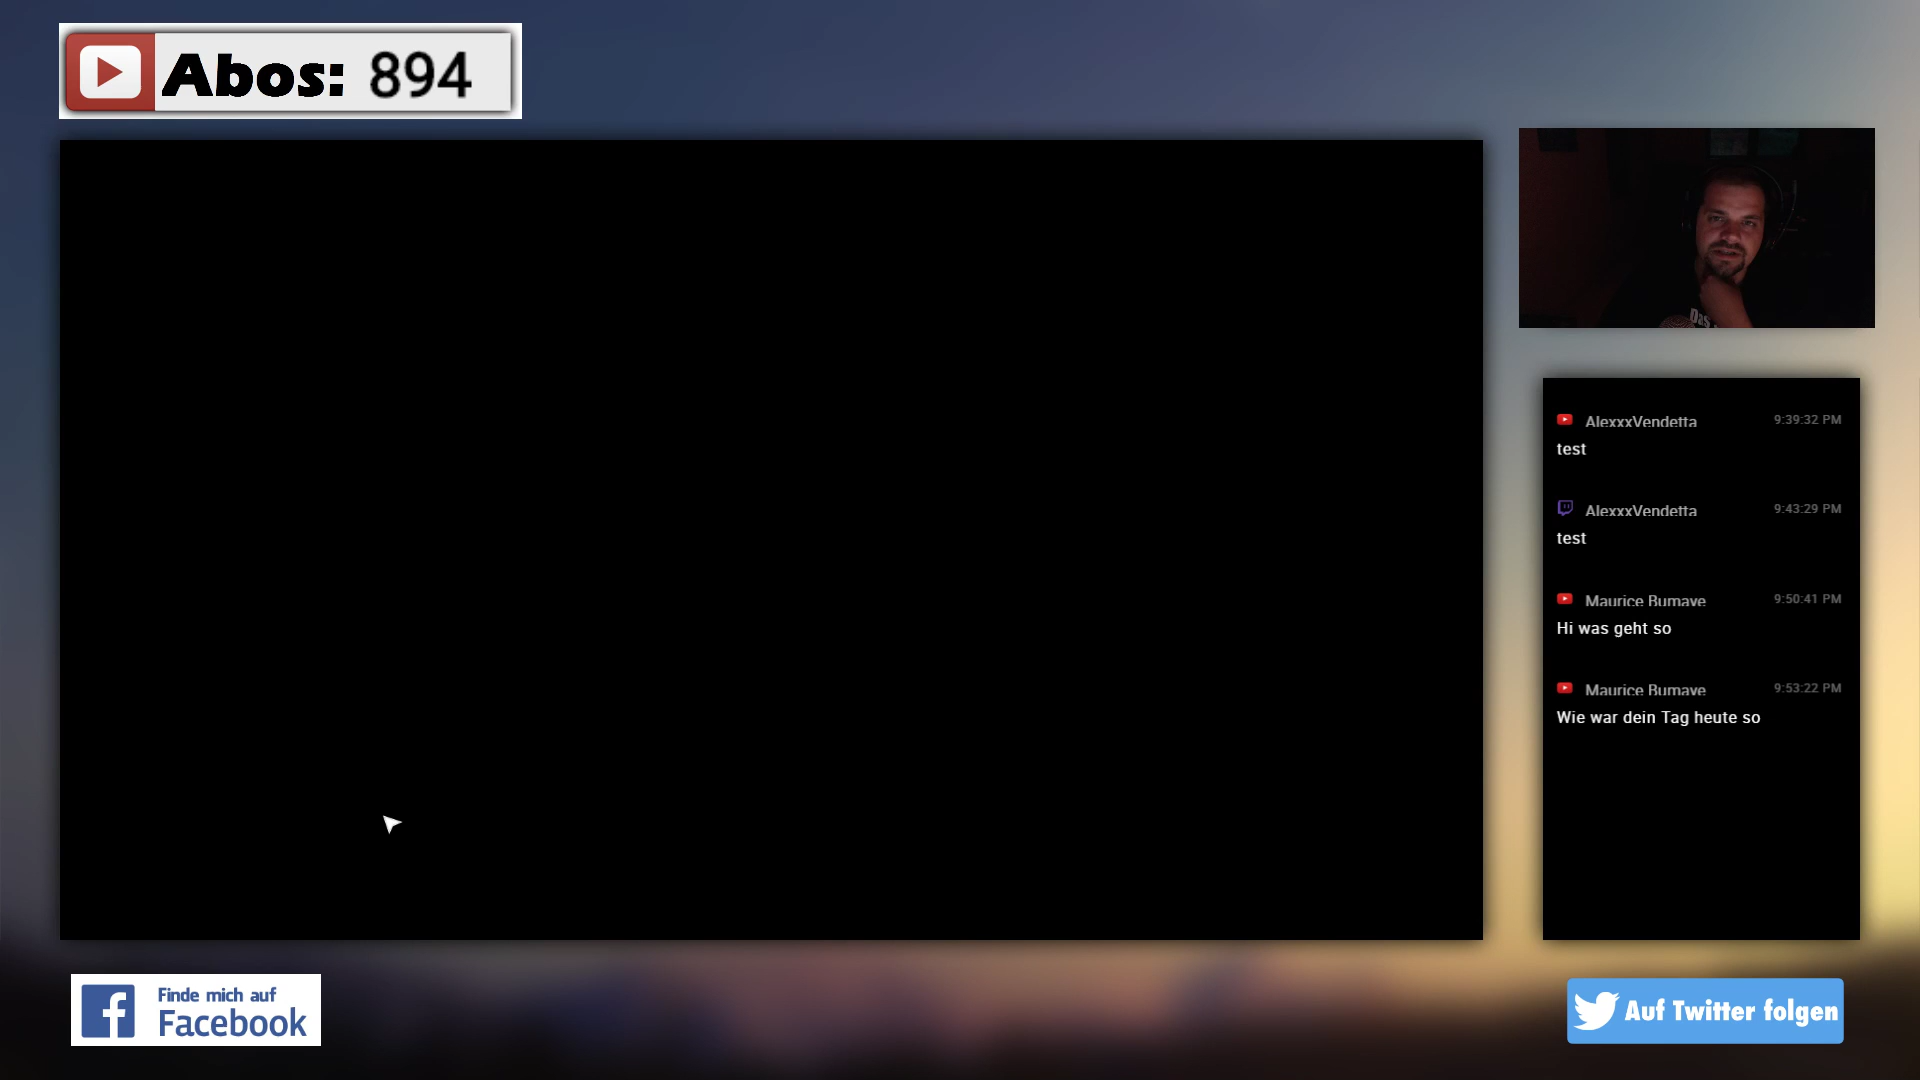 Abos: 894
AlexxxVendetta 9:39:32 PM
test
AlexxxVendetta 9:43:29 PM
test
Maurice Bumaye 9:50:41 PM
Hi was geht so
Maurice Bumaye 9:53:22 PM
Wie war dein Tag heute so
Finde mich auf
Facebook
Auf Twitter folgen
Das